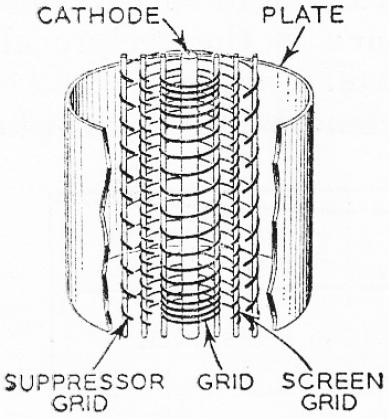 CATHODE
PLATE
SUPPRESSOR
GRID
GRID
SCREEN
GRID